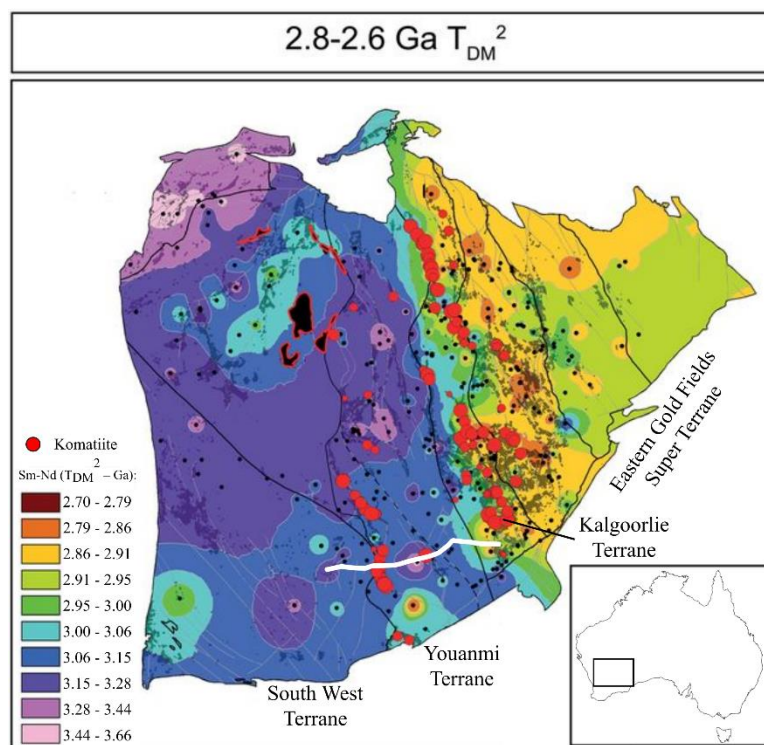 2.8-2.6 Ga TDM²
Eastern Gold Fields
Super Terrane
Komatiite
Sm-Nd (TDM² – Ga):
2.70 - 2.79
2.79 - 2.86
2.86 - 2.91
2.91 - 2.95
2.95 - 3.00
3.00 - 3.06
3.06 - 3.15
3.15 - 3.28
3.28 - 3.44
3.44 - 3.66
Kalgoorlie
Terrane
Youanmi
Terrane
South West
Terrane